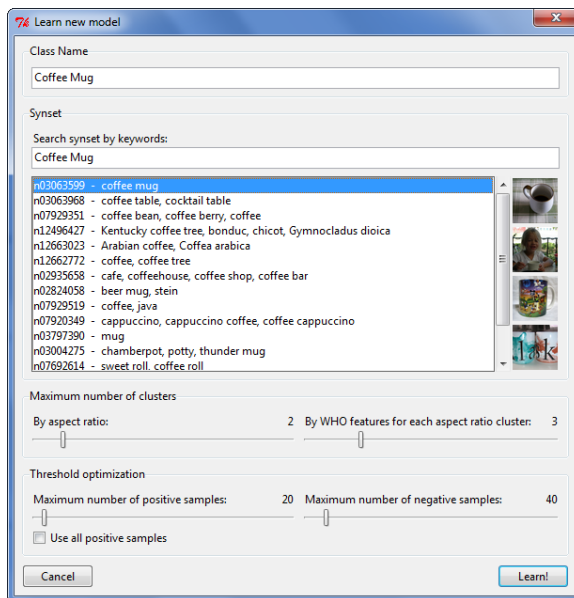 Learn new model
Class Name
Coffee Mug
Synset
Search synset by keywords:
Coffee Mug
n03063599 - coffee mug
n03063968 - coffee table, cocktail table
n07929351 - coffee bean, coffee berry, coffee
n12496427 - Kentucky coffee tree, bonduc, chicot, Gymnocladus dioica
n12663023 - Arabian coffee, Coffea arabica
n12662772 - coffee, coffee tree
n02935658 - cafe, coffeehouse, coffee shop, coffee bar
n02824058 - beer mug, stein
n07929519 - coffee, java
n07920349 - cappuccino, cappuccino coffee, coffee cappuccino
n03797390 - mug
n03004275 - chamberpot, potty, thunder mug
n07692614 - sweet roll, coffee roll
Maximum number of clusters
By aspect ratio: 2 By WHO features for each aspect ratio cluster: 3
Threshold optimization
Maximum number of positive samples: 20 Maximum number of negative samples: 40
Use all positive samples
Cancel Learn!